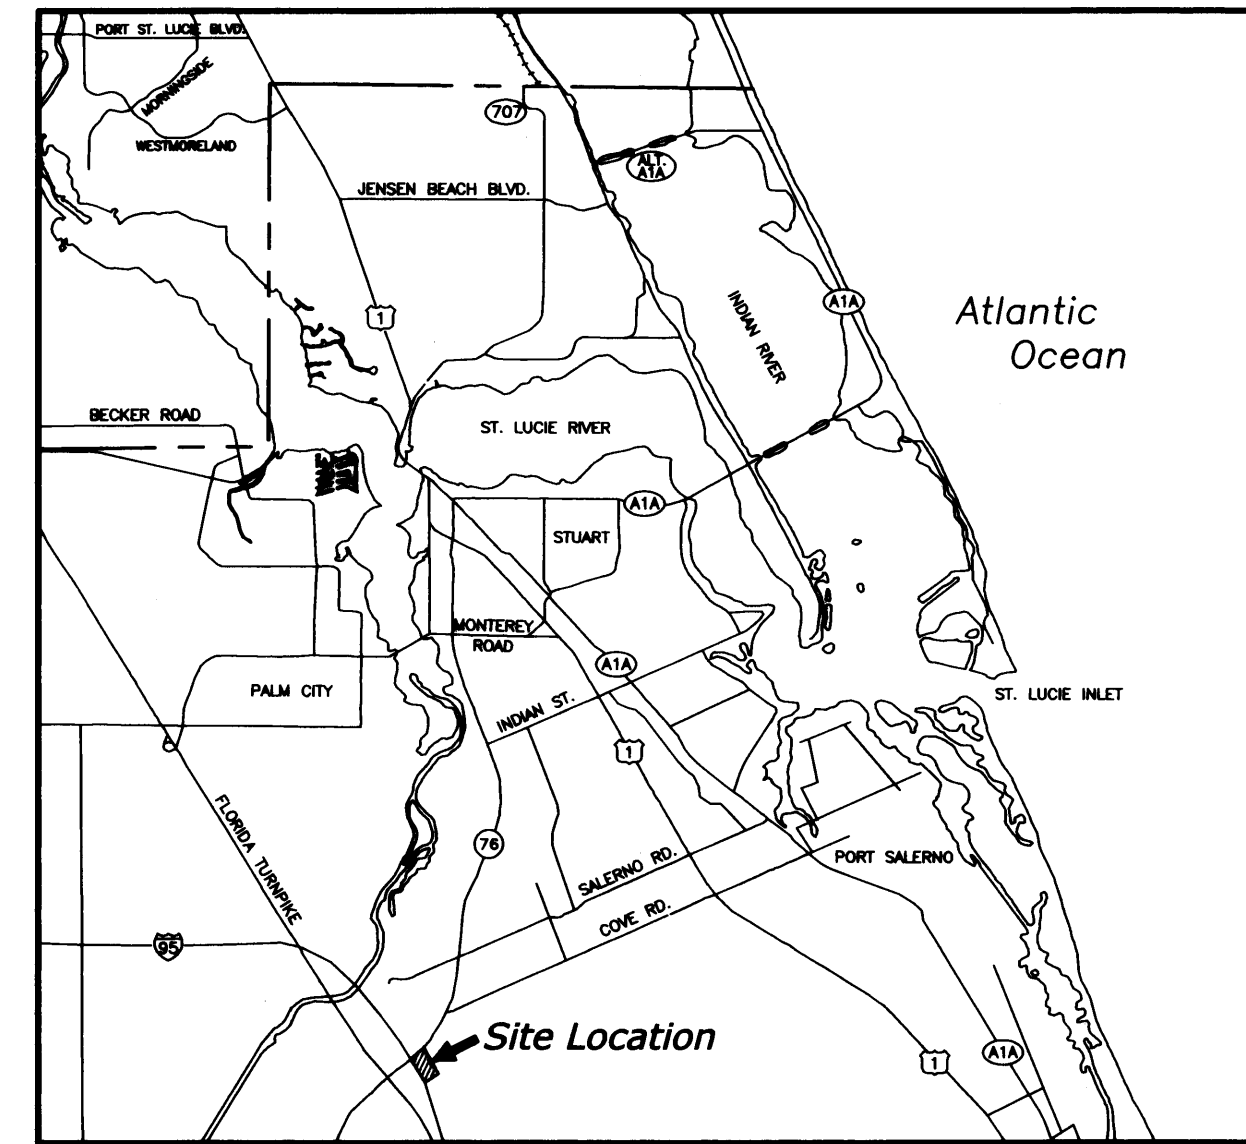 PORT ST. LUCIE BLVD.
MORNINGSIDE
WESTMORELAND
707
ALT.
A1A
JENSEN BEACH BLVD.
1
INDIAN RIVER
A1A
Atlantic
Ocean
BECKER ROAD
ST. LUCIE RIVER
A1A
STUART
MONTEREY
ROAD
A1A
PALM CITY
INDIAN ST.
ST. LUCIE INLET
1
FLORIDA TURNPIKE
76
SALERNO RD.
PORT SALERNO
COVE RD.
95
Site Location
1
A1A